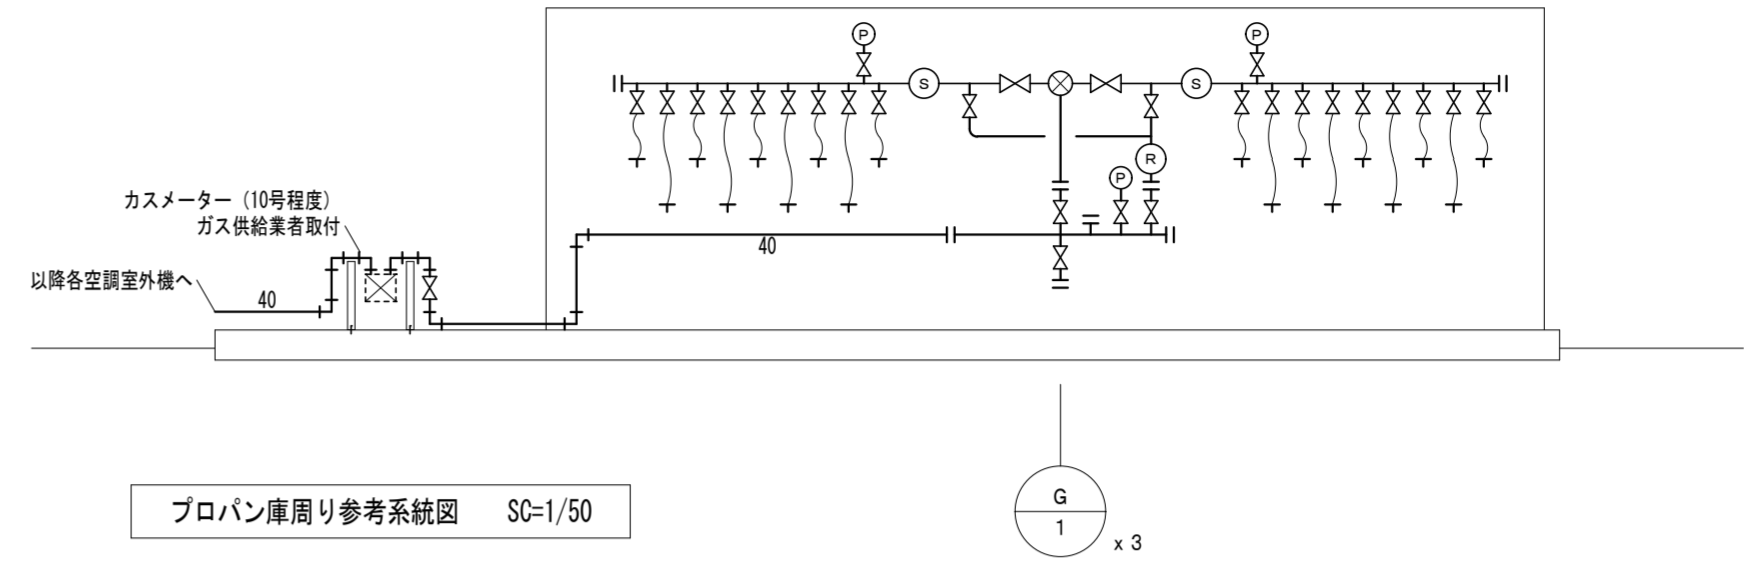 P
P
S
S
R
P
カスメーター（10号程度）
ガス供給業者取付
40
以降各空調室外機へ
40
G
1
x 3
プロパン庫周り参考系統図 SC=1/50